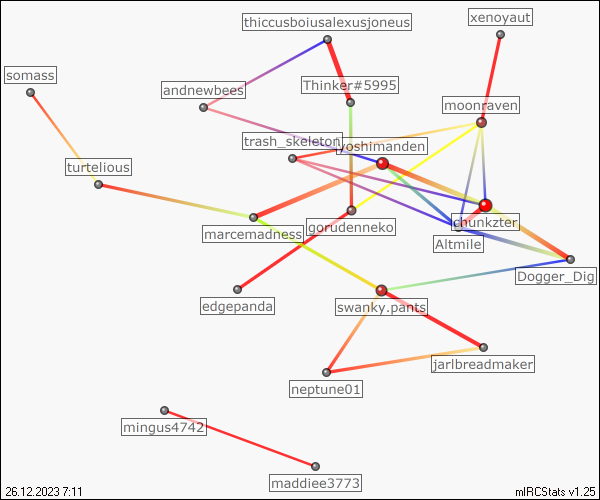 thiccusboiusalexusjoneus
xenoyaut
somass
andnewbees
Thinker#5995
moonraven
trash_skeleton
yoshinanden
turtelious
marcemadness
gorudenneko
chunkzter
Altmile
Dogger_Dig
edgepanda
swanky.pants
jarlbreadmaker
neptune01
mingus4742
maddiee3773
26.12.2023 7:11
mIRCStats v1.25